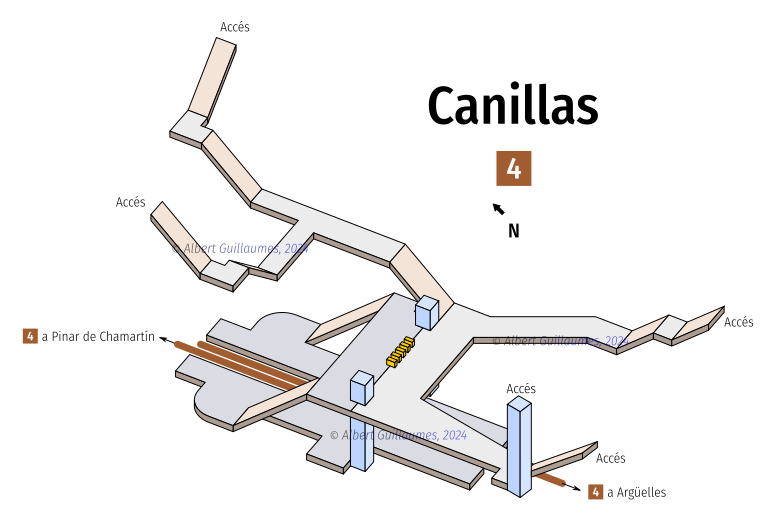 Accés
Canillas
4
Accés
N
© Albert Guillaumes, 2024
4 a Pinar de Chamartín
Accés
© Albert Guillaumes, 2024
Accés
© Albert Guillaumes, 2024
Accés
4 a Argüelles